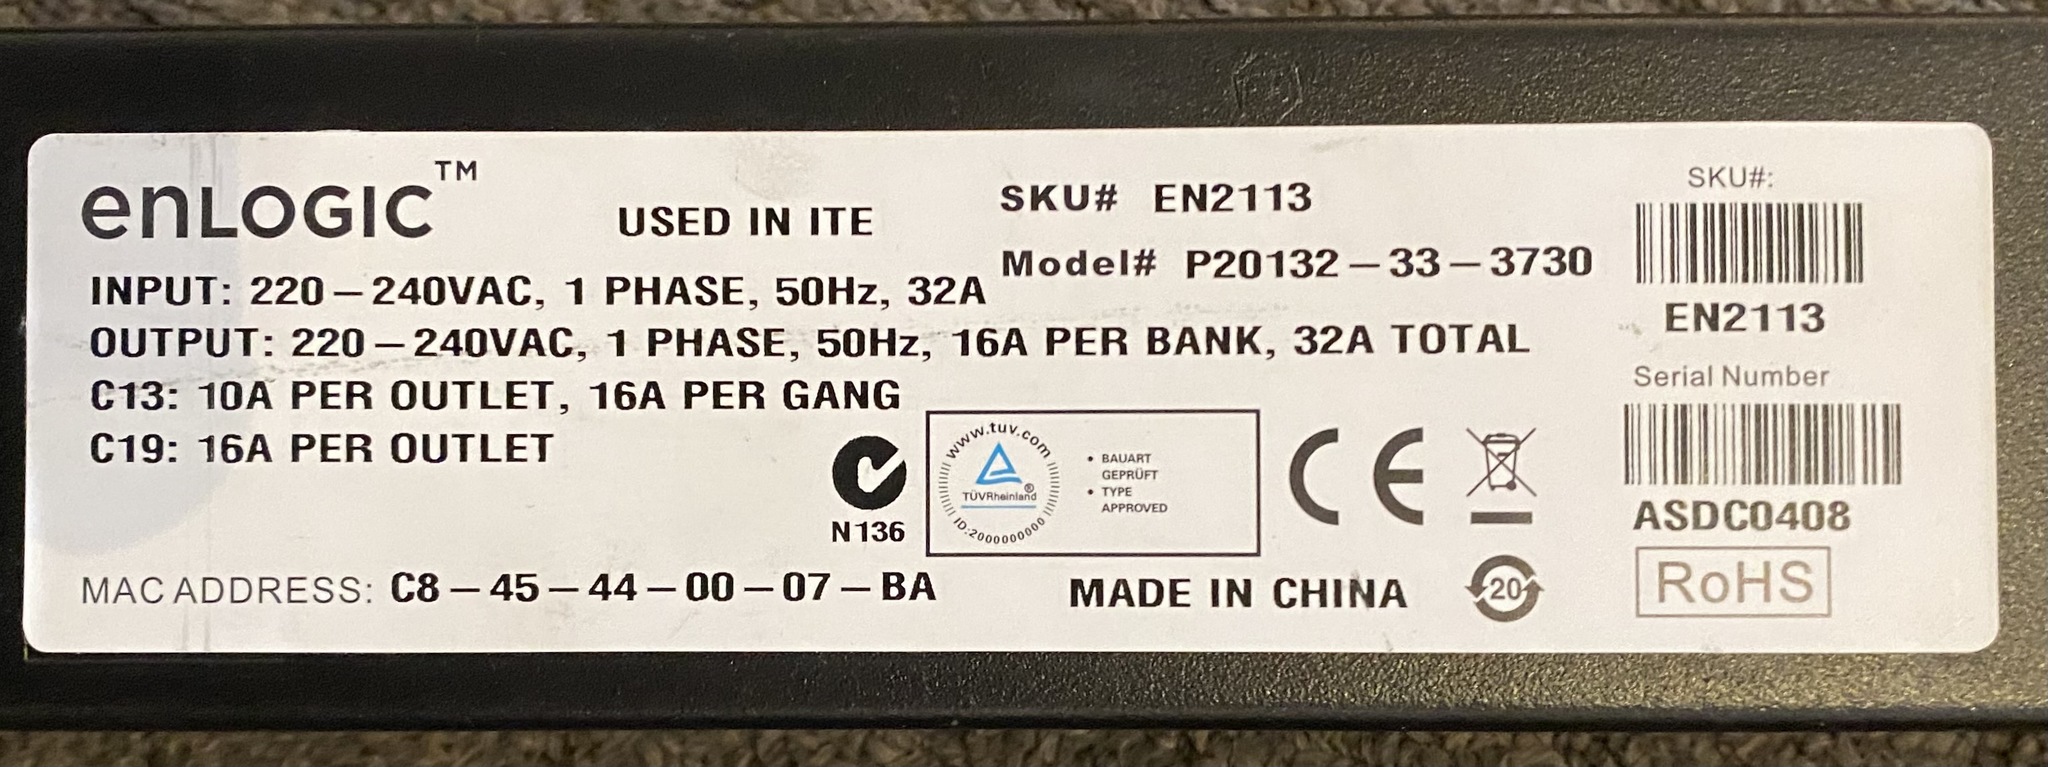 enLOGIC™
USED IN ITE
SKU# EN2113
Model# P20132-33-3730
INPUT: 220-240VAC, 1 PHASE, 50Hz, 32A
OUTPUT: 220-240VAC, 1 PHASE, 50Hz, 16A PER BANK, 32A TOTAL
C13: 10A PER OUTLET, 16A PER GANG
C19: 16A PER OUTLET
N136
www.tuv.com
TÜVRheinland®
ID:2000000000
• BAUART
GEPRÜFT
• TYPE
APPROVED
CE
MAC ADDRESS: C8-45-44-00-07-BA
MADE IN CHINA
20
SKU#:
EN2113
Serial Number
ASDC0408
RoHS